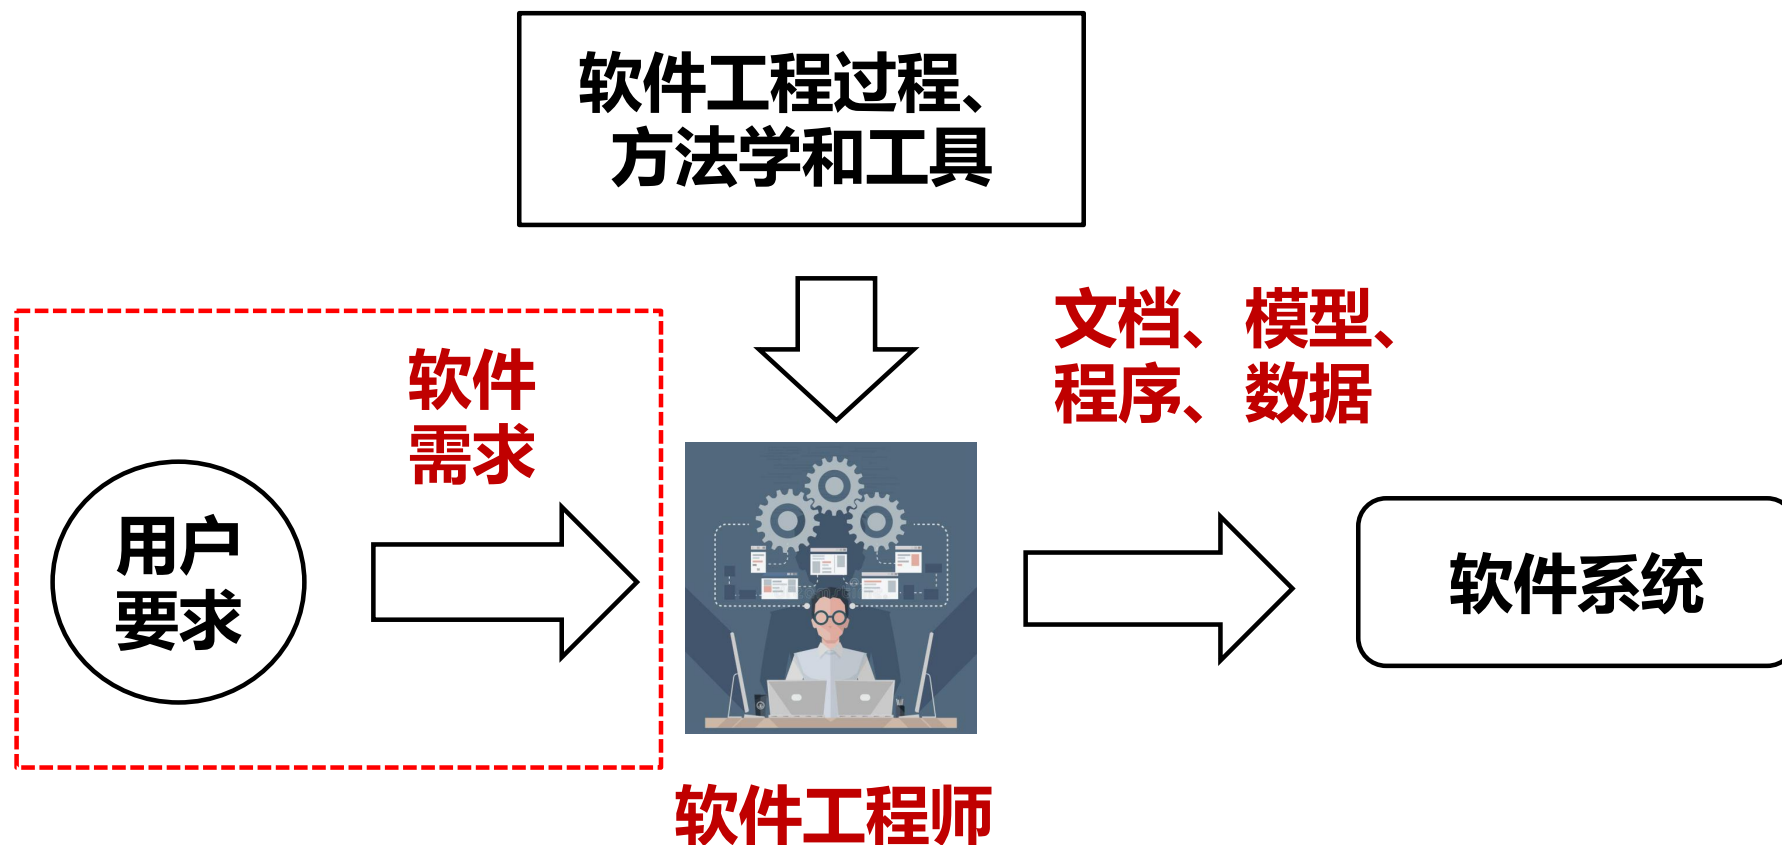 软件工程过程、
方法学和工具
文档、模型、
程序、数据
软件
需求
用户
要求
软件系统
软件工程师